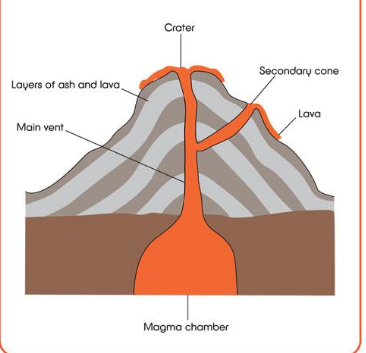 Crater
Secondary cone
Layers of ash and lava
Lava
Main vent
Magma chamber